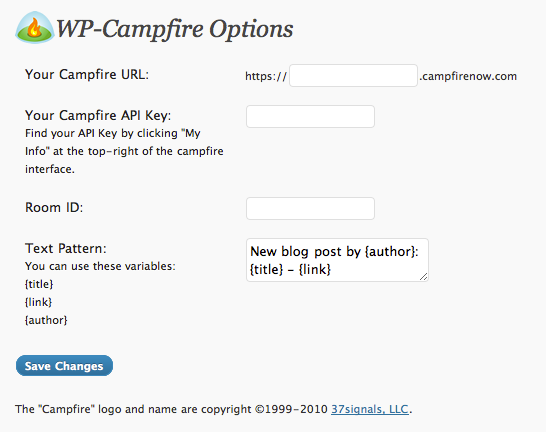 WP-Campfire Options
Your Campfire URL:
https://
.campfirenow.com
Your Campfire API Key:
Find your API Key by clicking "My
Info" at the top-right of the campfire
interface.
Room ID:
Text Pattern:
You can use these variables:
{title}
{link}
{author}
New blog post by {author}:
{title} - {link}
Save Changes
The "Campfire" logo and name are copyright ©1999-2010 37signals, LLC.